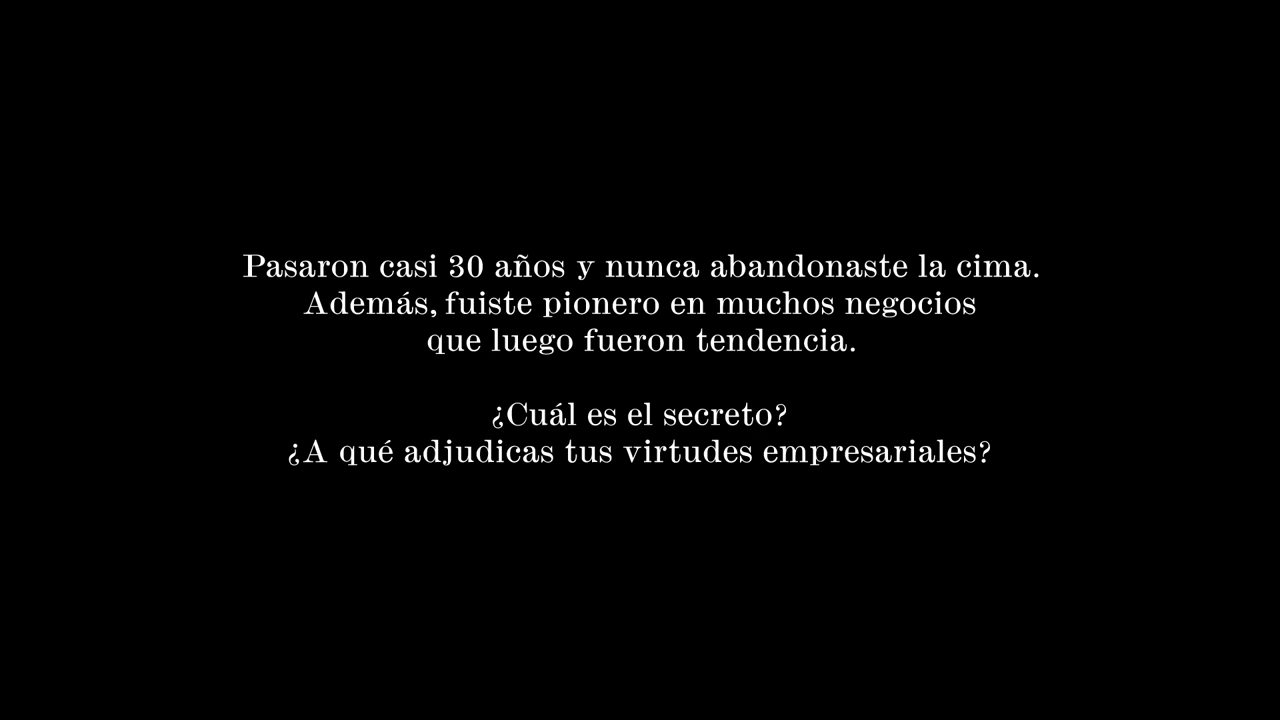 Pasaron casi 30 años y nunca abandonaste la cima.
Además, fuiste pionero en muchos negocios
que luego fueron tendencia.
¿Cuál es el secreto?
¿A qué adjudicas tus virtudes empresariales?